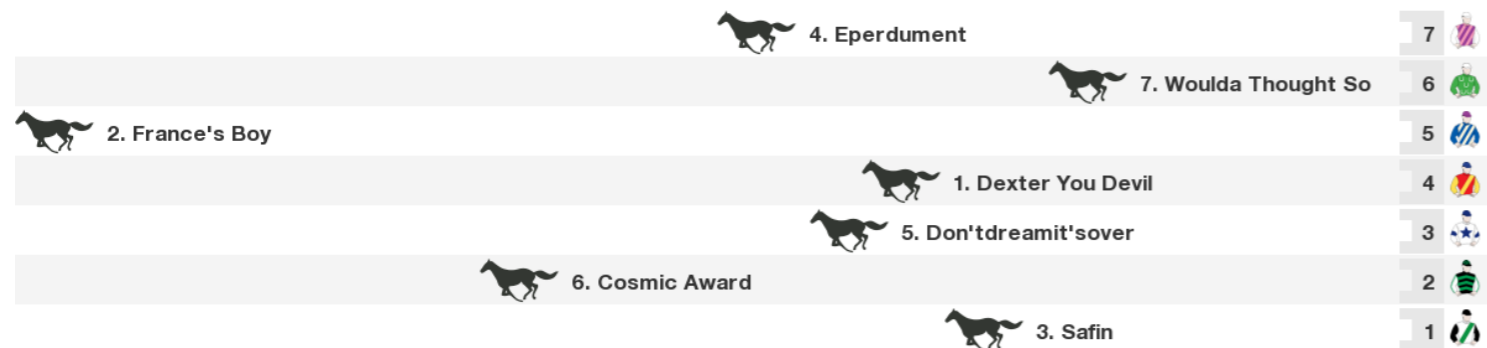 4. Eperdument 7
7. Woulda Thought So 6
2. France's Boy 5
1. Dexter You Devil 4
5. Don'tdreamit'sover 3
6. Cosmic Award 2
3. Safin 1